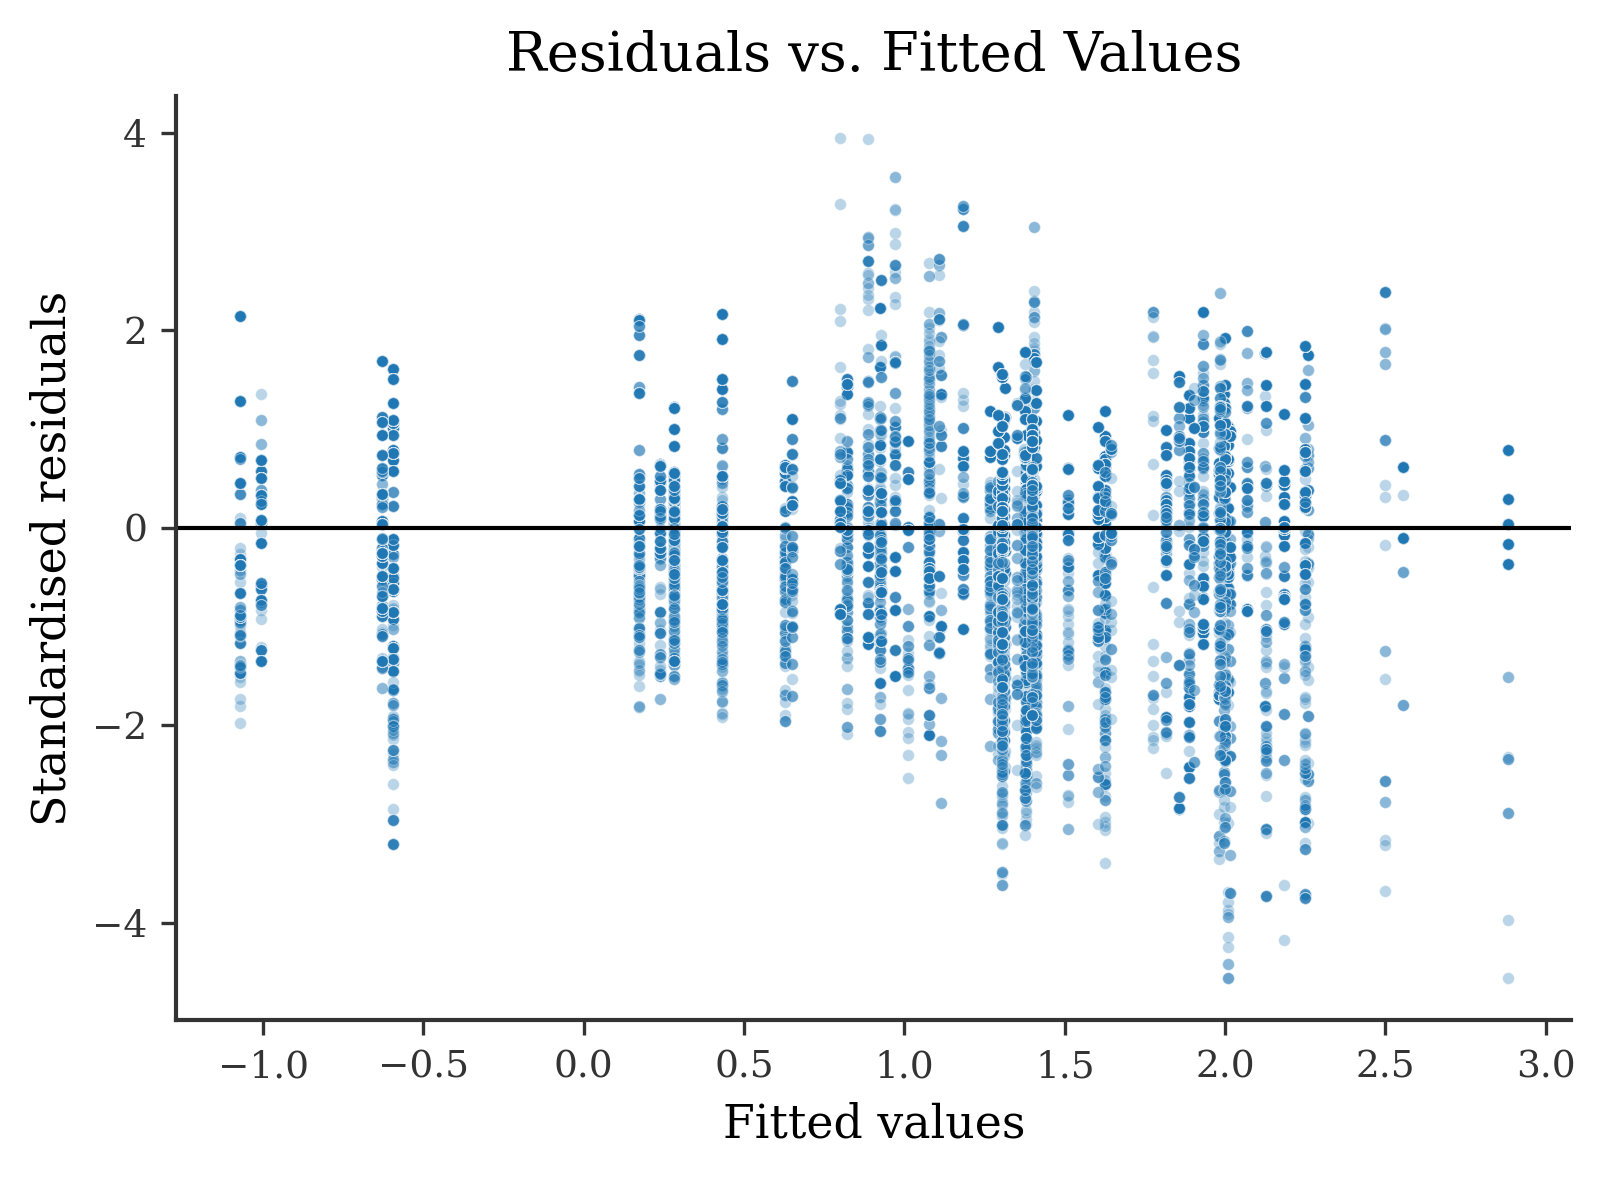 Residuals vs. Fitted Values
Standardised residuals
4
2
0
−2
−4
−1.0 −0.5 0.0 0.5 1.0 1.5 2.0 2.5 3.0
Fitted values